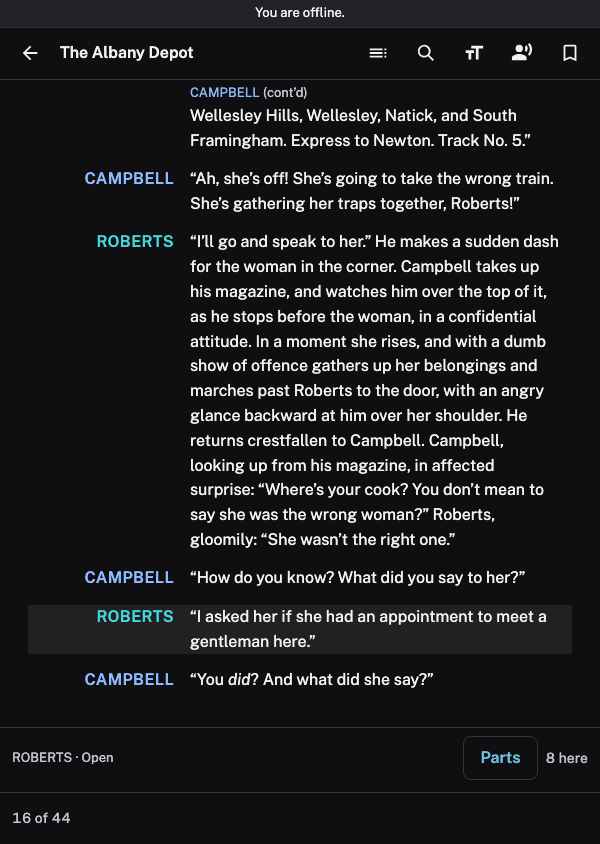 You are offline.
The Albany Depot
CAMPBELL (cont’d)
Wellesley Hills, Wellesley, Natick, and South
Framingham. Express to Newton. Track No. 5.”
CAMPBELL “Ah, she’s off! She’s going to take the wrong train.
She’s gathering her traps together, Roberts!”
ROBERTS “I’ll go and speak to her.” He makes a sudden dash
for the woman in the corner. Campbell takes up
his magazine, and watches him over the top of it,
as he stops before the woman, in a confidential
attitude. In a moment she rises, and with a dumb
show of offence gathers up her belongings and
marches past Roberts to the door, with an angry
glance backward at him over her shoulder. He
returns crestfallen to Campbell. Campbell,
looking up from his magazine, in affected
surprise: “Where’s your cook? You don’t mean to
say she was the wrong woman?” Roberts,
gloomily: “She wasn’t the right one.”
CAMPBELL “How do you know? What did you say to her?”
ROBERTS “I asked her if she had an appointment to meet a
gentleman here.”
CAMPBELL “You did? And what did she say?”
ROBERTS · Open
Parts
8 here
16 of 44